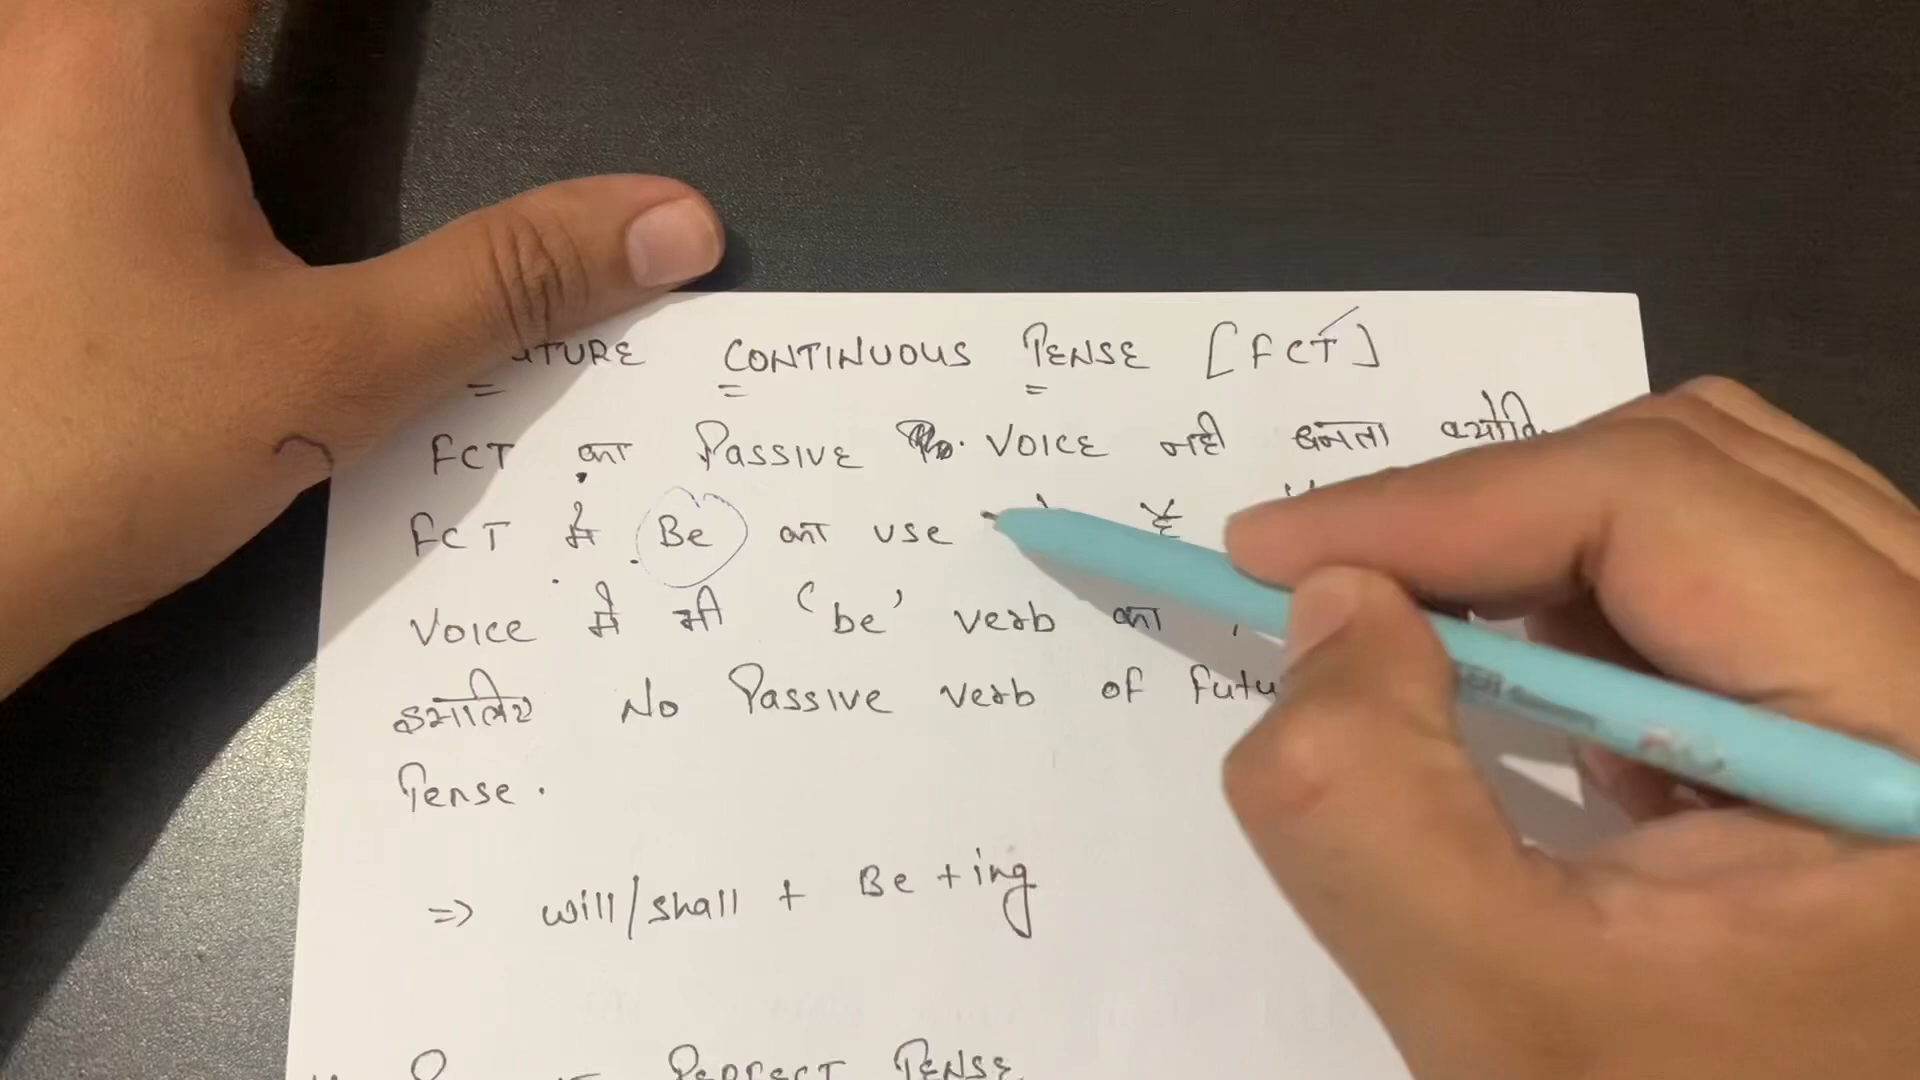 UTURE CONTINUOUS TENSE [FCT]
FCT का PASSIVE VOICE नही बनता क्योकि
FCT में Be का use है
Voice में भी 'be' verb का
इसलिए No Passive verb of Futu
Tense.
=> will/shall + Be +ing
PERFECT TENSE